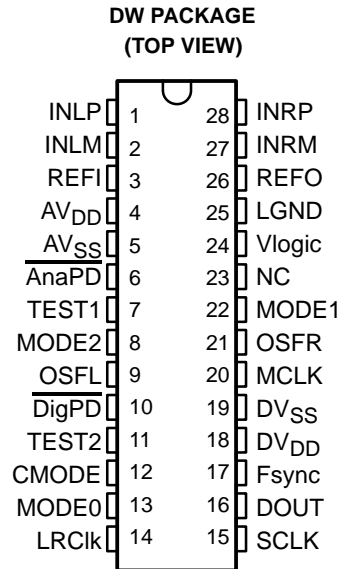 DW PACKAGE
(TOP VIEW)
INLP 1 28 INRP
INLM 2 27 INRM
REFI 3 26 REFO
AVDD 4 25 LGND
AVSS 5 24 Vlogic
AnaPD 6 23 NC
TEST1 7 22 MODE1
MODE2 8 21 OSFR
OSFL 9 20 MCLK
DigPD 10 19 DVSS
TEST2 11 18 DVDD
CMODE 12 17 Fsync
MODE0 13 16 DOUT
LRClk 14 15 SCLK